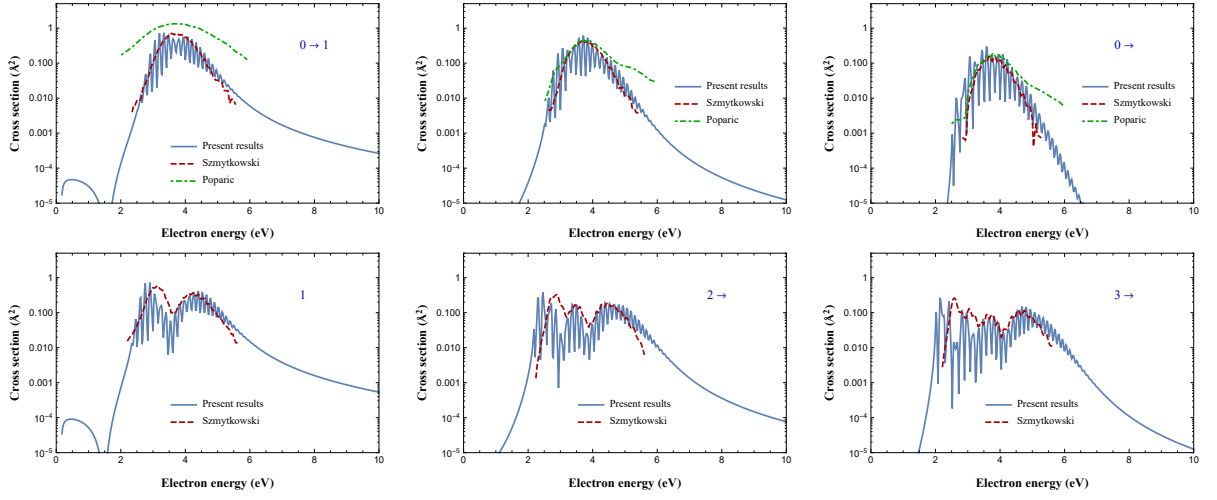 Cross section (Å²)
1
0.100
0.010
0.001
10⁻⁴
10⁻⁵
0 → 1
Present results
Szmytkowski
Poparic
0 2 4 6 8 10
Electron energy (eV)
Cross section (Å²)
1
0.100
0.010
0.001
10⁻⁴
10⁻⁵
Present results
Szmytkowski
Poparic
0 2 4 6 8 10
Electron energy (eV)
Cross section (Å²)
1
0.100
0.010
0.001
10⁻⁴
10⁻⁵
0 →
Present results
Szmytkowski
Poparic
0 2 4 6 8 10
Electron energy (eV)
Cross section (Å²)
1
0.100
0.010
0.001
10⁻⁴
10⁻⁵
1
Present results
Szmytkowski
0 2 4 6 8 10
Electron energy (eV)
Cross section (Å²)
1
0.100
0.010
0.001
10⁻⁴
10⁻⁵
2 →
Present results
Szmytkowski
0 2 4 6 8 10
Electron energy (eV)
Cross section (Å²)
1
0.100
0.010
0.001
10⁻⁴
10⁻⁵
3 →
Present results
Szmytkowski
0 2 4 6 8 10
Electron energy (eV)